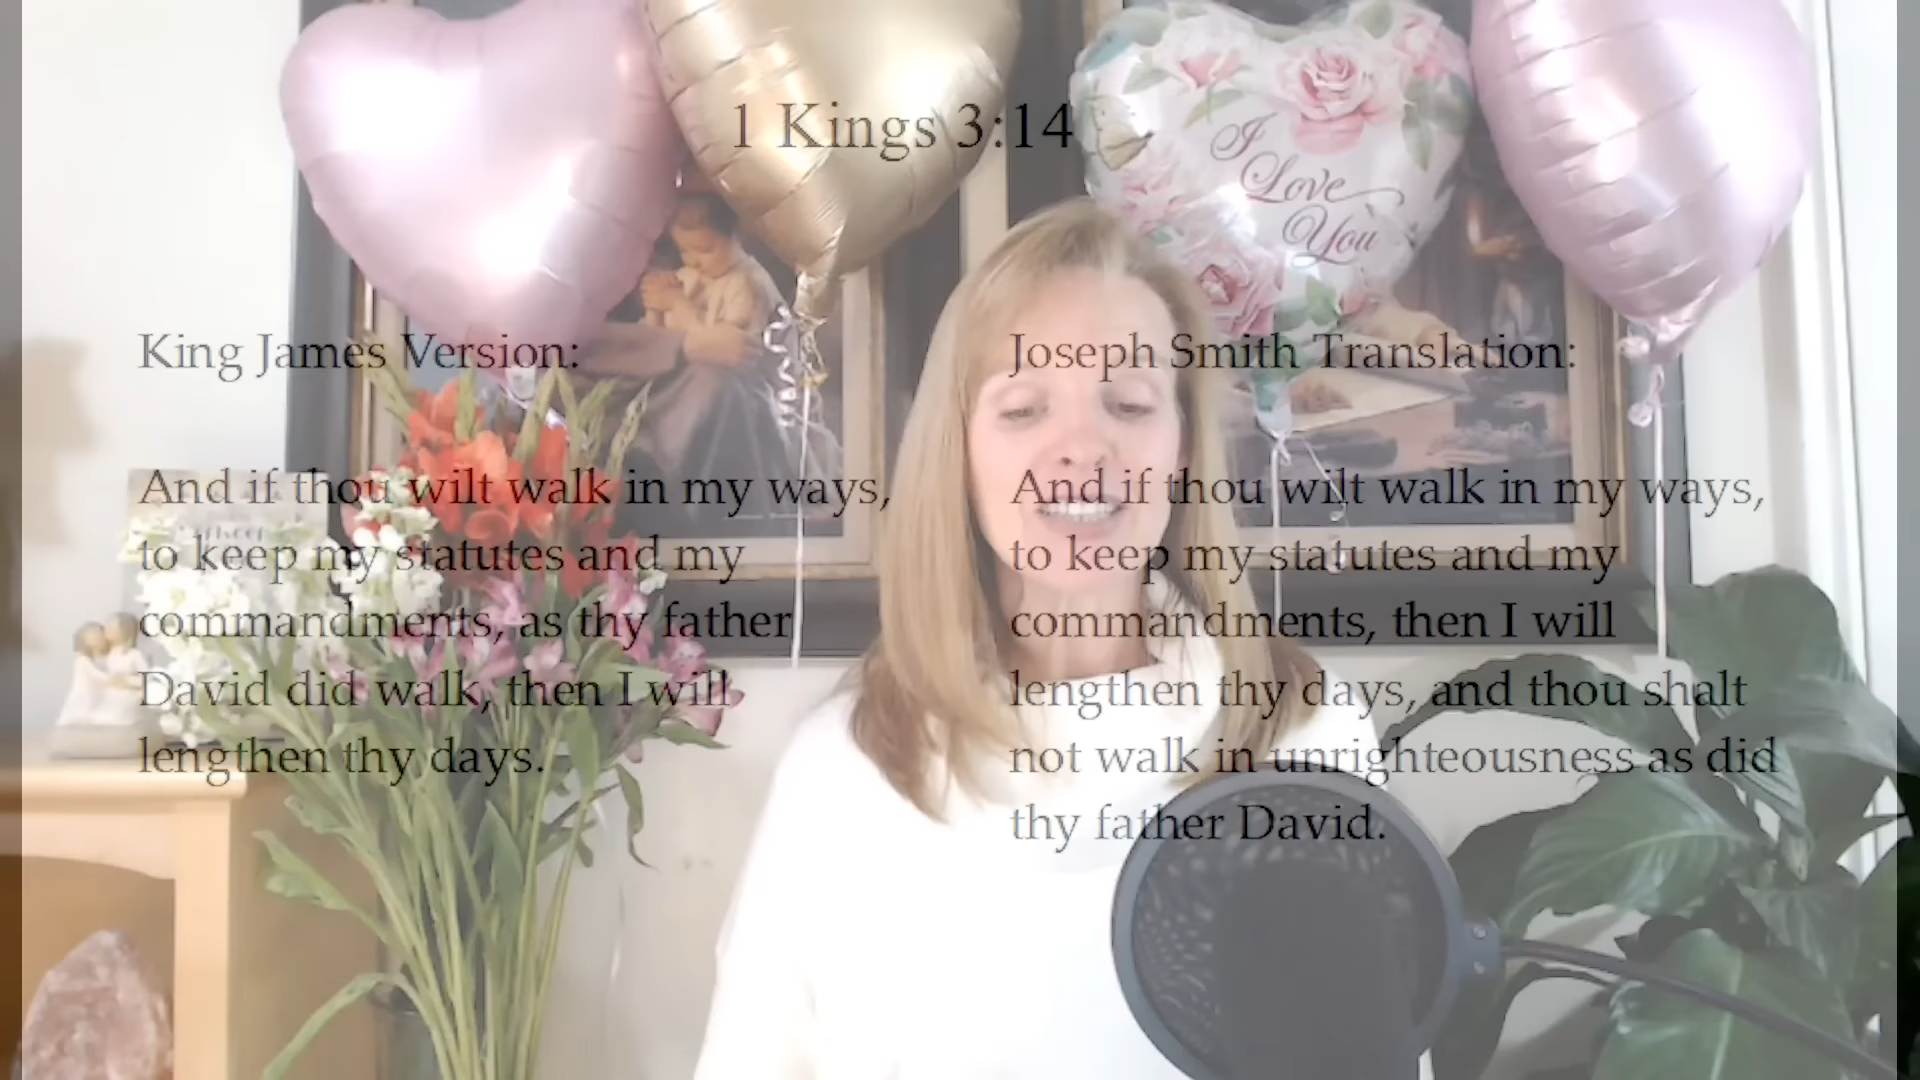 1 Kings 3:14
I
Love
You
King James Version:
And if thou wilt walk in my ways,
to keep my statutes and my
commandments, as thy father
David did walk, then I will
lengthen thy days.
Joseph Smith Translation:
And if thou wilt walk in my ways,
to keep my statutes and my
commandments, then I will
lengthen thy days, and thou shalt
not walk in unrighteousness as did
thy father David.